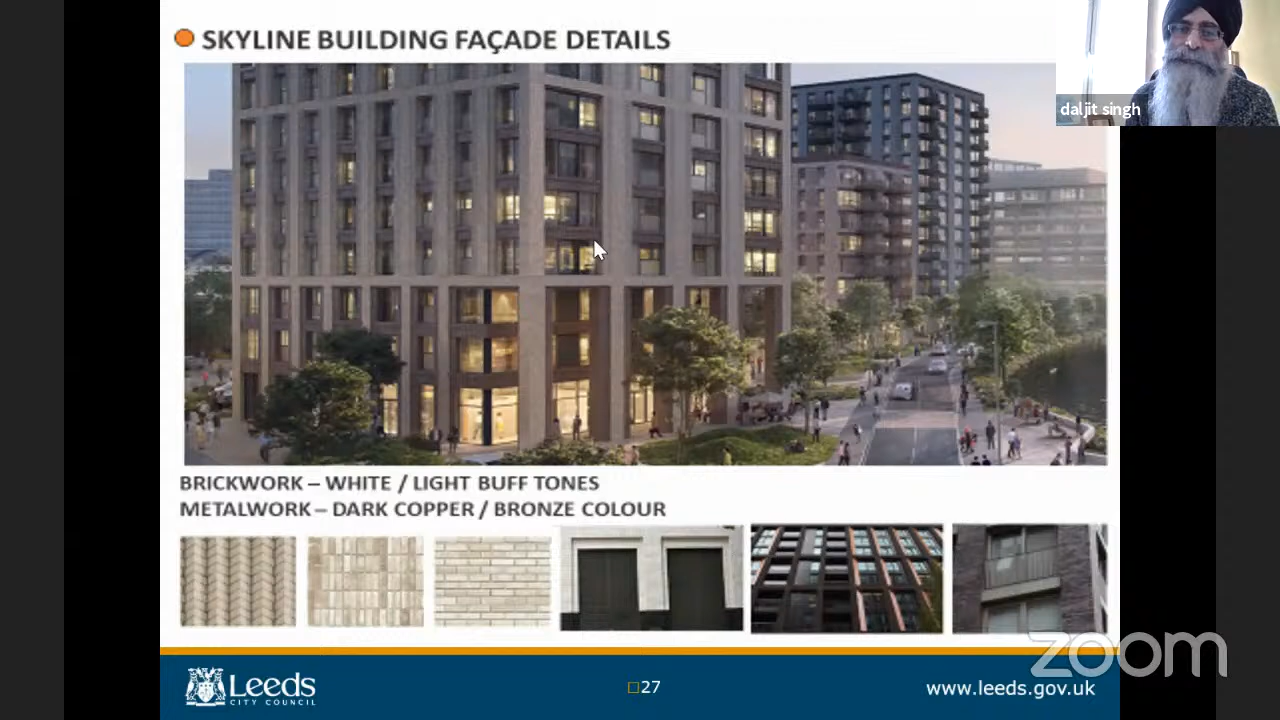 SKYLINE BUILDING FAÇADE DETAILS
daljit singh
BRICKWORK – WHITE / LIGHT BUFF TONES
METALWORK – DARK COPPER / BRONZE COLOUR
zoom
Leeds
CITY COUNCIL
27
www.leeds.gov.uk